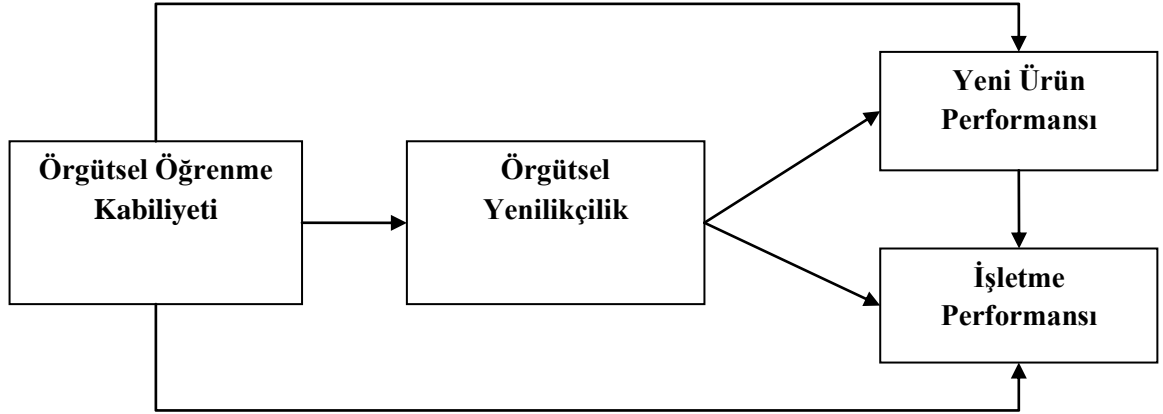 Örgütsel Öğrenme
Kabiliyeti
Örgütsel
Yenilikçilik
Yeni Ürün
Performansı
İşletme
Performansı